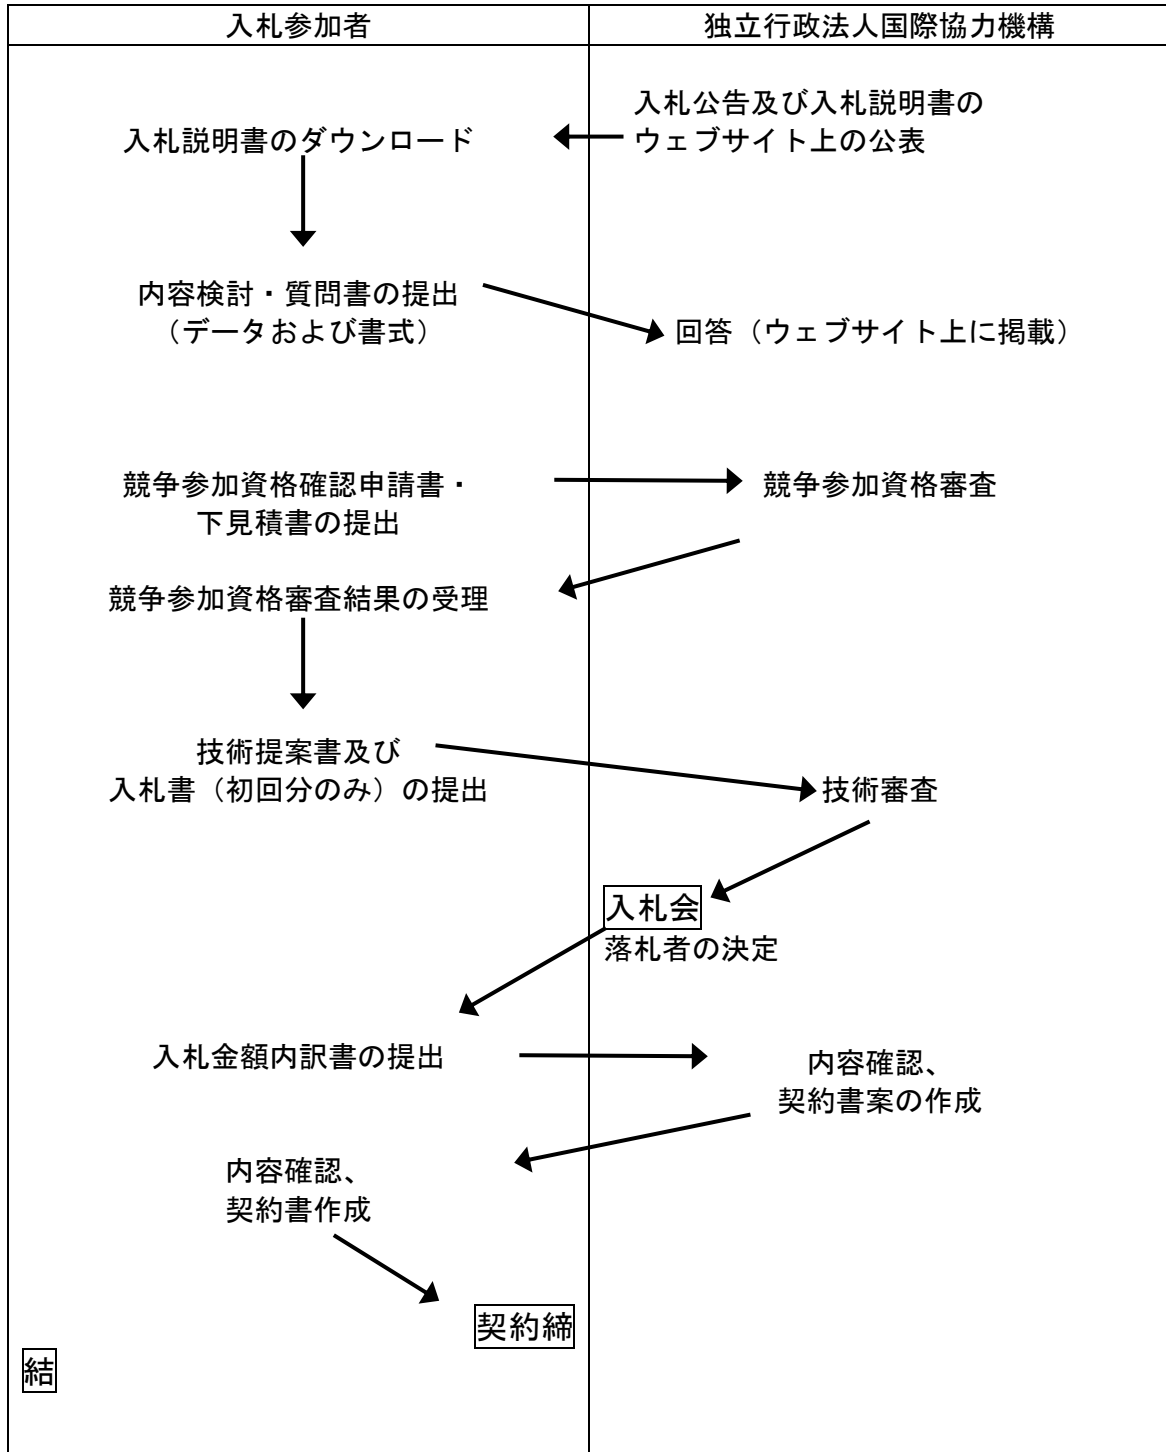 入札参加者
独立行政法人国際協力機構
入札公告及び入札説明書の
ウェブサイト上の公表
入札説明書のダウンロード
内容検討・質問書の提出
（データおよび書式）
回答（ウェブサイト上に掲載）
競争参加資格確認申請書・
下見積書の提出
競争参加資格審査
競争参加資格審査結果の受理
技術提案書及び
入札書（初回分のみ）の提出
技術審査
入札会
落札者の決定
入札金額内訳書の提出
内容確認、
契約書案の作成
内容確認、
契約書作成
契約締
結